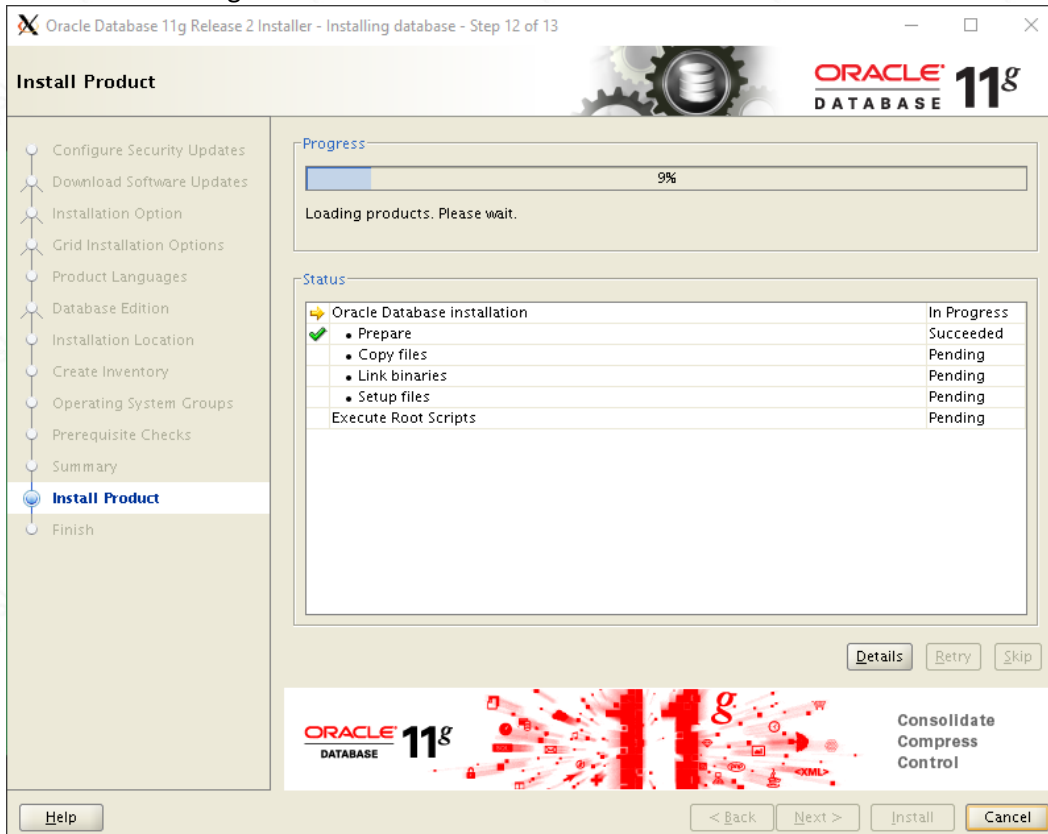 Oracle Database 11g Release 2 Installer - Installing database - Step 12 of 13
Install Product
ORACLE 11g
DATABASE
Configure Security Updates
Download Software Updates
Installation Option
Grid Installation Options
Product Languages
Database Edition
Installation Location
Create Inventory
Operating System Groups
Prerequisite Checks
Summary
Install Product
Finish
Progress
9%
Loading products. Please wait.
Status
Oracle Database installation In Progress
• Prepare Succeeded
• Copy files Pending
• Link binaries Pending
• Setup files Pending
Execute Root Scripts Pending
Details Retry Skip
ORACLE 11g
DATABASE
11g
<XML>
Consolidate
Compress
Control
Help < Back Next > Install Cancel